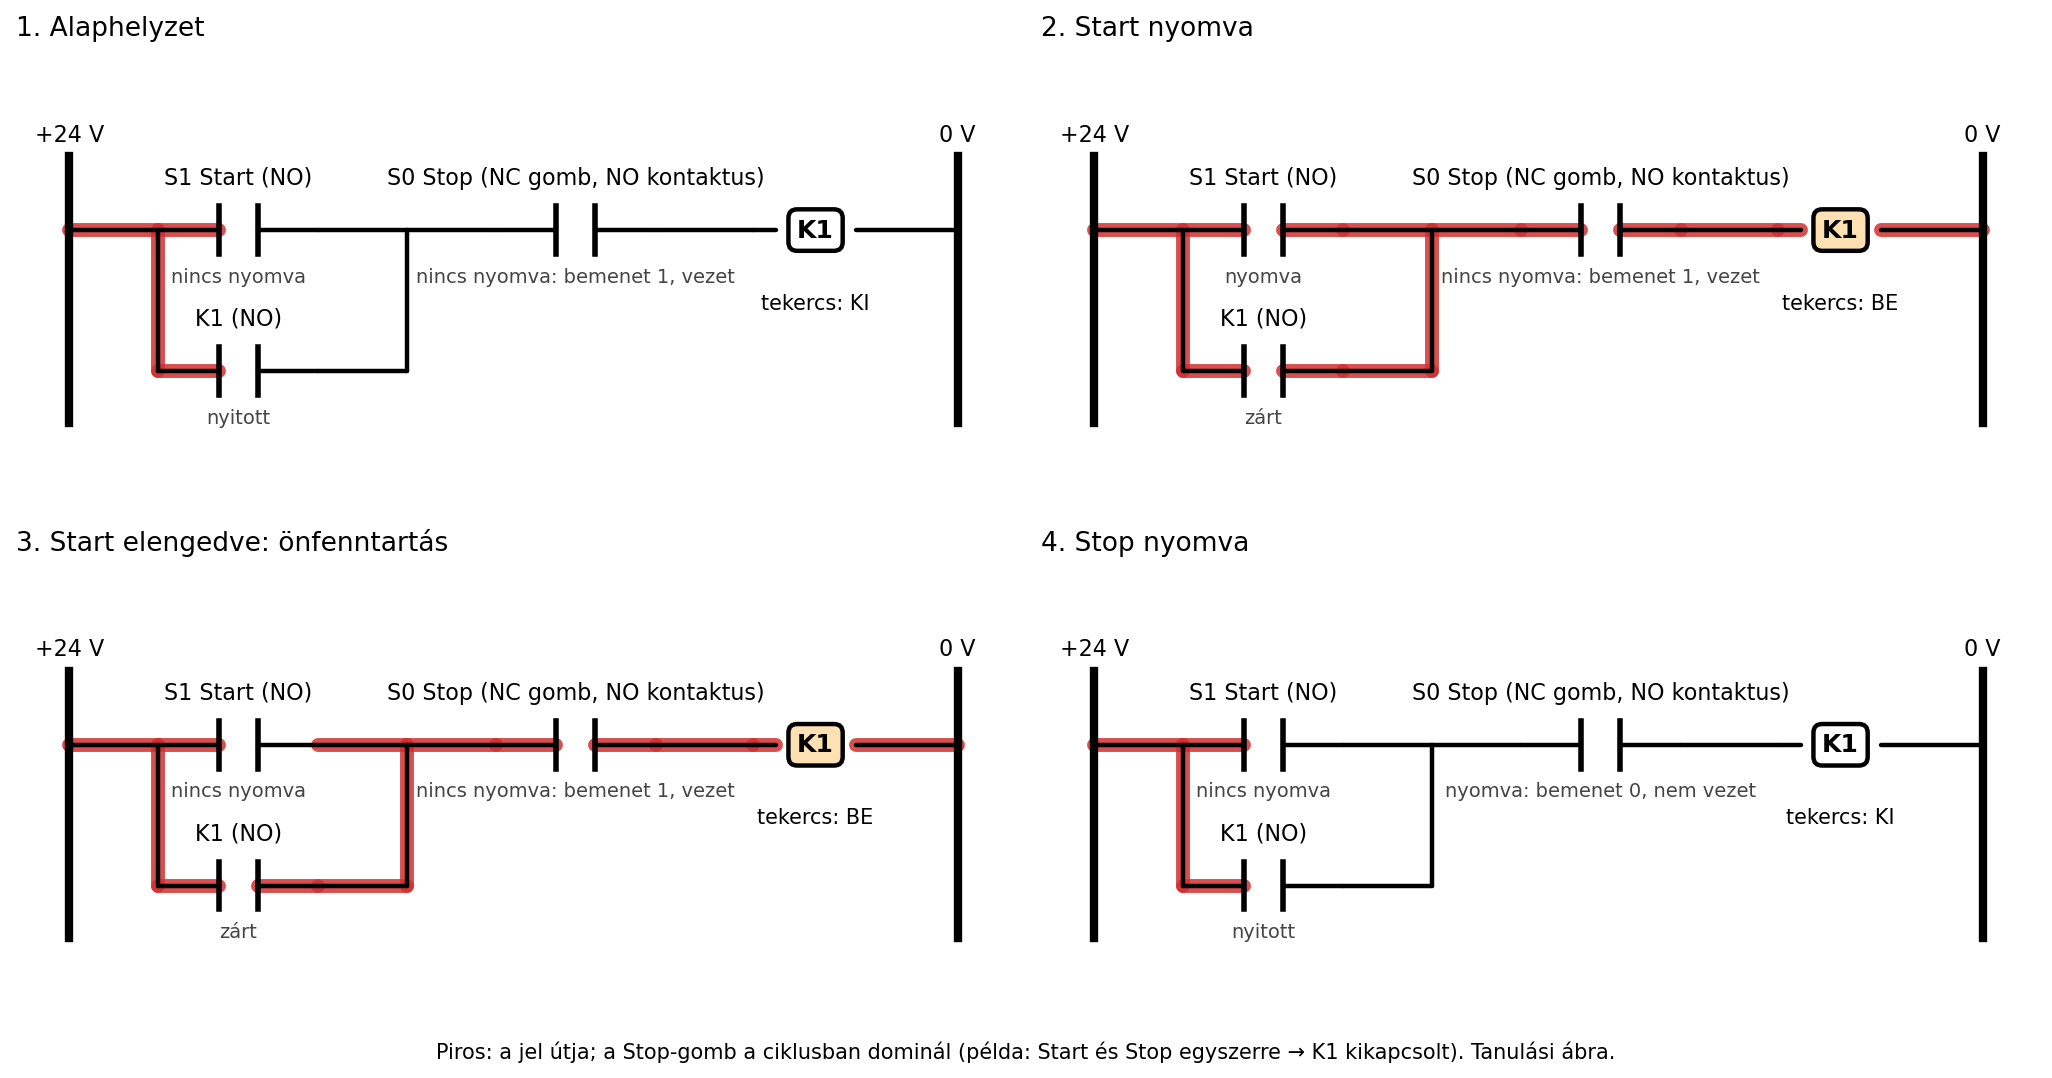 1. Alaphelyzet
+24 V
0 V
S1 Start (NO)
S0 Stop (NC gomb, NO kontaktus)
K1
nincs nyomva
nincs nyomva: bemenet 1, vezet
tekercs: KI
K1 (NO)
nyitott
2. Start nyomva
+24 V
0 V
S1 Start (NO)
S0 Stop (NC gomb, NO kontaktus)
K1
nyomva
nincs nyomva: bemenet 1, vezet
tekercs: BE
K1 (NO)
zárt
3. Start elengedve: önfenntartás
+24 V
0 V
S1 Start (NO)
S0 Stop (NC gomb, NO kontaktus)
K1
nincs nyomva
nincs nyomva: bemenet 1, vezet
tekercs: BE
K1 (NO)
zárt
4. Stop nyomva
+24 V
0 V
S1 Start (NO)
S0 Stop (NC gomb, NO kontaktus)
K1
nincs nyomva
nyomva: bemenet 0, nem vezet
tekercs: KI
K1 (NO)
nyitott
Piros: a jel útja; a Stop-gomb a ciklusban dominál (példa: Start és Stop egyszerre → K1 kikapcsolt). Tanulási ábra.